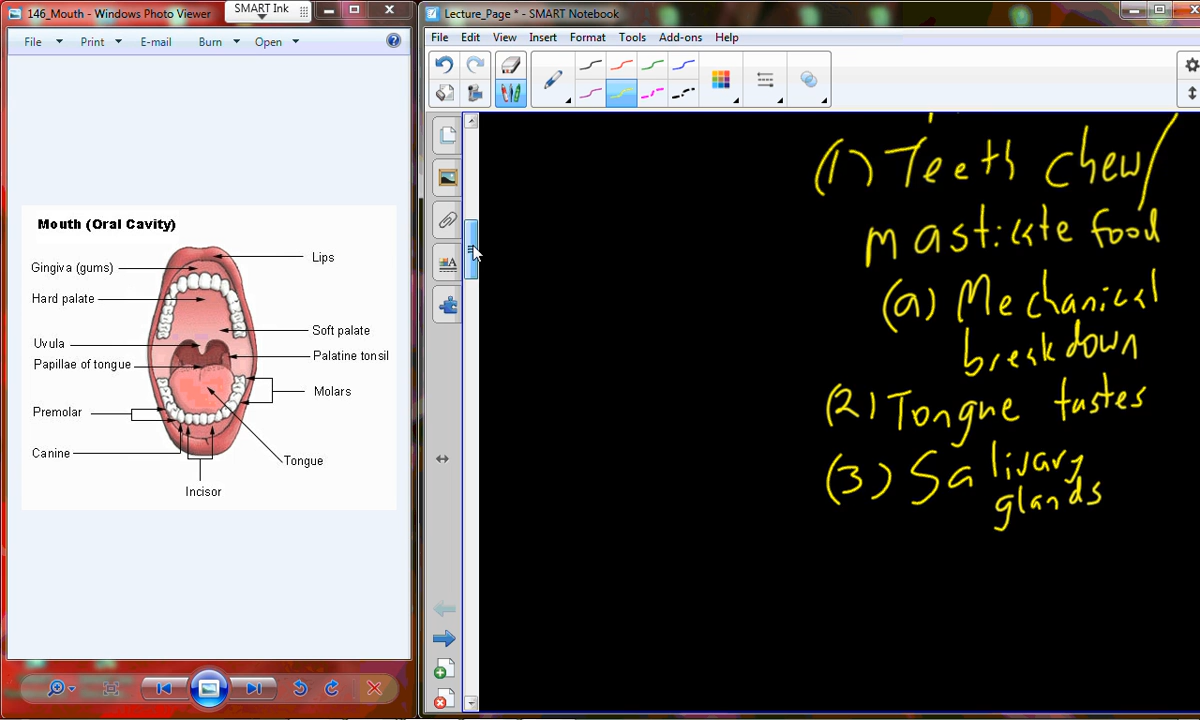 146_Mouth - Windows Photo Viewer
SMART Ink
File Print E-mail Burn Open
Mouth (Oral Cavity)
Lips
Gingiva (gums)
Hard palate
Soft palate
Uvula
Palatine tonsil
Papillae of tongue
Molars
Premolar
Canine
Tongue
Incisor
Lecture_Page * - SMART Notebook
File Edit View Insert Format Tools Add-ons Help
(1) Teeth chew/
masticate food
(a) Mechanical
breakdown
(2) Tongue tastes
(3) Salivary
glands